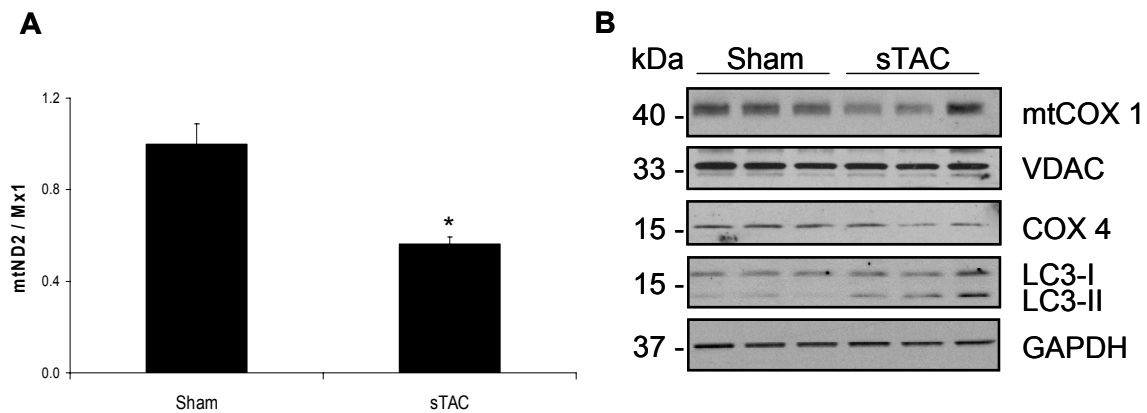 A
mtND2 / Mx1
1.2
0.8
0.4
0.0
*
Sham
sTAC
B
kDa
Sham
sTAC
40 -
mtCOX 1
33 -
VDAC
15 -
COX 4
15 -
LC3-I
LC3-II
37 -
GAPDH